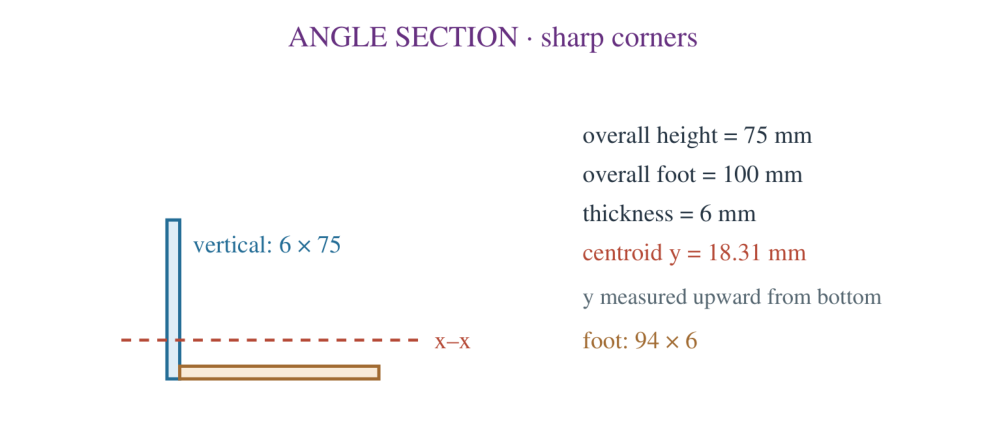 ANGLE SECTION · sharp corners
overall height = 75 mm
overall foot = 100 mm
thickness = 6 mm
vertical: 6 × 75
centroid y = 18.31 mm
y measured upward from bottom
x–x
foot: 94 × 6